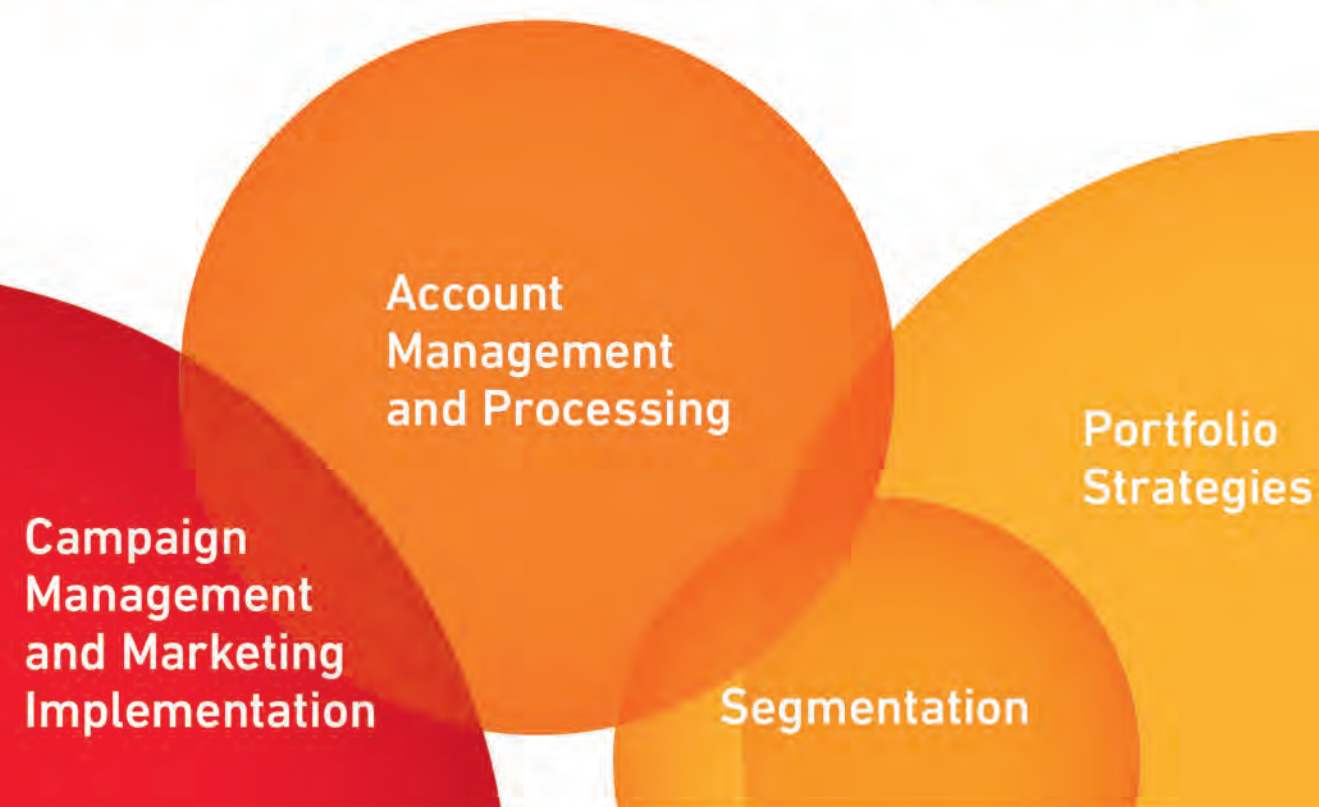 Account
Management
and Processing
Portfolio
Strategies
Campaign
Management
and Marketing
Implementation
Segmentation